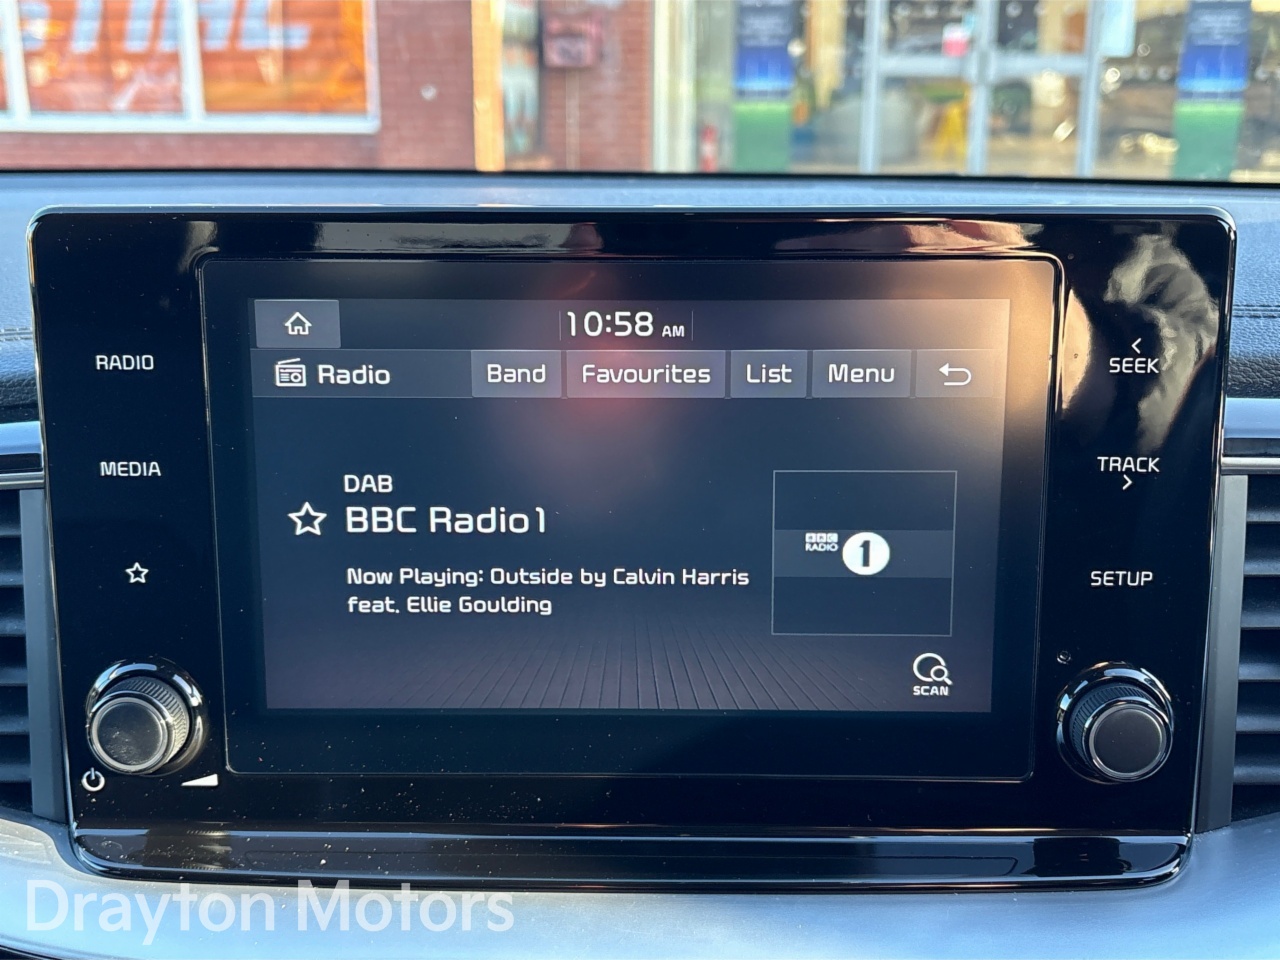 10:58 AM
Radio
Band
Favourites
List
Menu
RADIO
MEDIA
SEEK
TRACK
SETUP
DAB
BBC Radio1
Now Playing: Outside by Calvin Harris
feat. Ellie Goulding
BBC
RADIO
1
SCAN
Drayton Motors